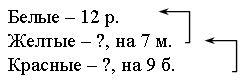 Белые – 12 р.
Желтые – ?, на 7 м.
Красные – ?, на 9 б.